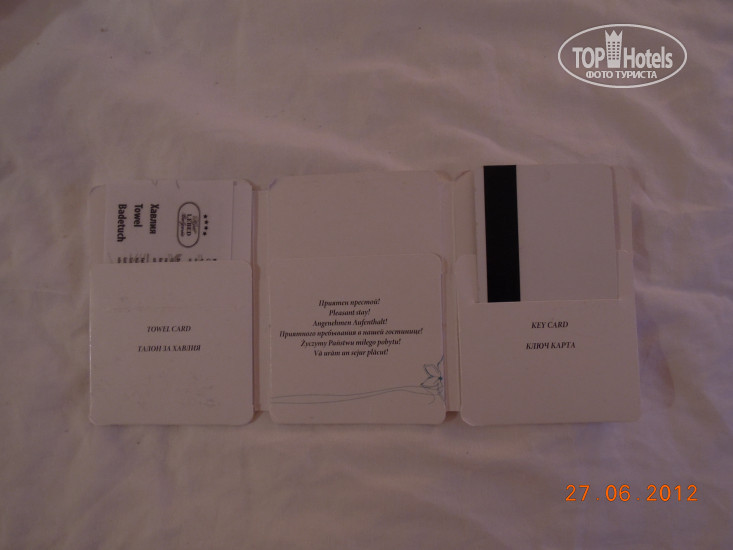 TOP Hotels
ФОТО ТУРИСТА
Хавлия
Towel
Badetuch
TOWEL CARD
ТАЛОН ЗА ХАВЛИЯ
Приятен престой!
Pleasant stay!
Angenehmen Aufenthalt!
Приятного пребывания в нашей гостинице!
Życzymy Państwu miłego pobytu!
Vă urăm un sejur plăcut!
KEY CARD
КЛЮЧ КАРТА
27.06.2012